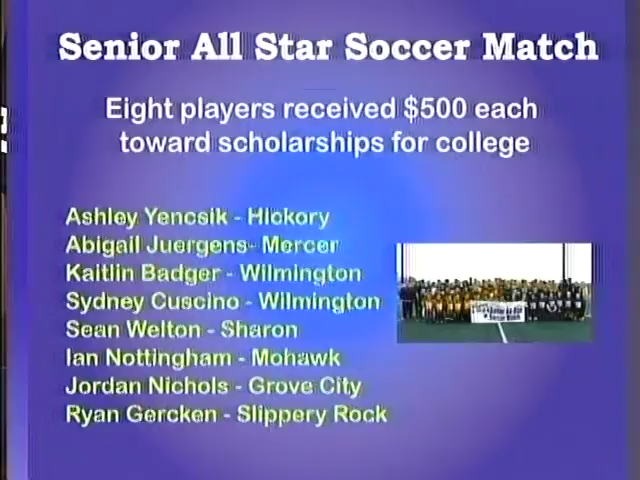 Senior All Star Soccer Match
Eight players received $500 each
toward scholarships for college
Ashley Yencsik - Hickory
Abigail Juergens- Mercer
Kaitlin Badger - Wilmington
Sydney Cuscino - Wilmington
Sean Welton - Sharon
Ian Nottingham - Mohawk
Jordan Nichols - Grove City
Ryan Gercken - Slippery Rock
Soccer Match